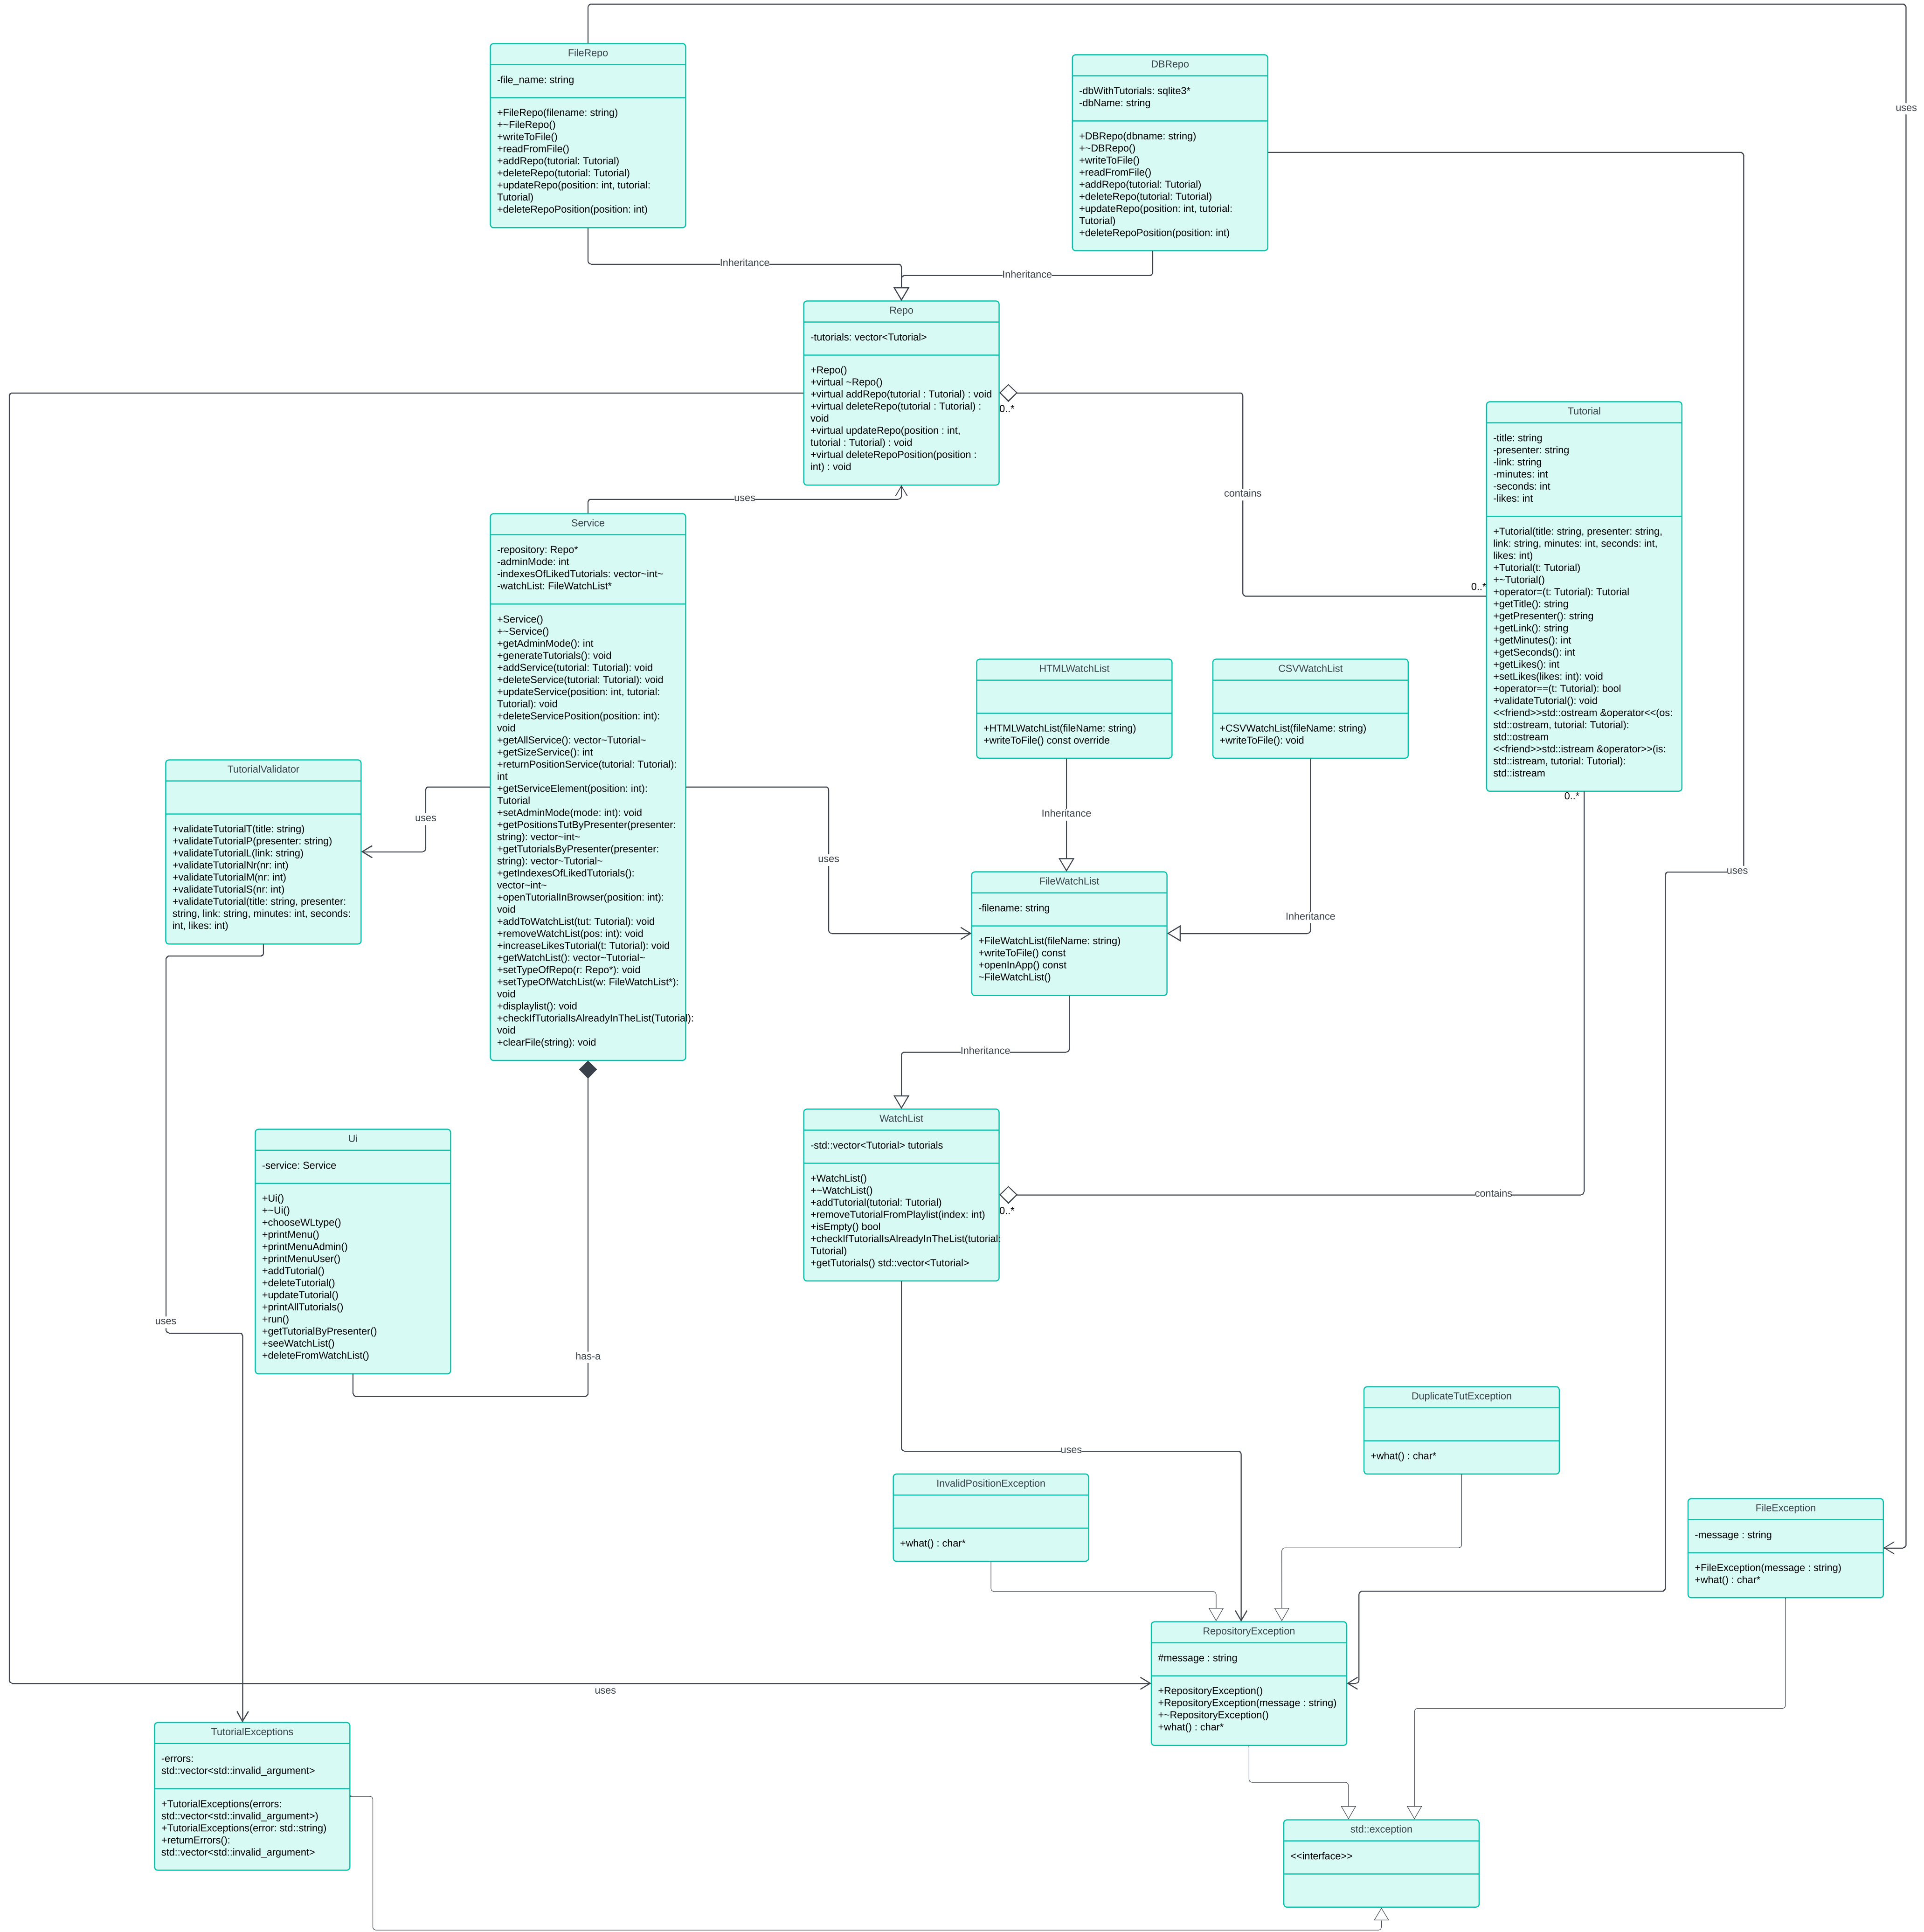 FileRepo
-file_name: string
+FileRepo(filename: string)
+~FileRepo()
+writeToFile()
+readFromFile()
+addRepo(tutorial: Tutorial)
+deleteRepo(tutorial: Tutorial)
+updateRepo(position: int, tutorial:
Tutorial)
+deleteRepoPosition(position: int)
DBRepo
-dbWithTutorials: sqlite3*
-dbName: string
+DBRepo(dbname: string)
+~DBRepo()
+writeToFile()
+readFromFile()
+addRepo(tutorial: Tutorial)
+deleteRepo(tutorial: Tutorial)
+updateRepo(position: int, tutorial:
Tutorial)
+deleteRepoPosition(position: int)
uses
Inheritance
Inheritance
Repo
-tutorials: vector<Tutorial>
+Repo()
+virtual ~Repo()
+virtual addRepo(tutorial : Tutorial) : void
+virtual deleteRepo(tutorial : Tutorial) :
void
+virtual updateRepo(position : int,
tutorial : Tutorial) : void
+virtual deleteRepoPosition(position :
int) : void
0..*
contains
0..*
Tutorial
-title: string
-presenter: string
-link: string
-minutes: int
-seconds: int
-likes: int
+Tutorial(title: string, presenter: string,
link: string, minutes: int, seconds: int,
likes: int)
+Tutorial(t: Tutorial)
+~Tutorial()
+operator=(t: Tutorial): Tutorial
+getTitle(): string
+getPresenter(): string
+getLink(): string
+getMinutes(): int
+getSeconds(): int
+getLikes(): int
+setLikes(likes: int): void
+operator==(t: Tutorial): bool
+validateTutorial(): void
<<friend>>std::ostream &operator<<(os:
std::ostream, tutorial: Tutorial):
std::ostream
<<friend>>std::istream &operator>>(is:
std::istream, tutorial: Tutorial):
std::istream
0..*
uses
Service
-repository: Repo*
-adminMode: int
-indexesOfLikedTutorials: vector~int~
-watchList: FileWatchList*
+Service()
+~Service()
+getAdminMode(): int
+generateTutorials(): void
+addService(tutorial: Tutorial): void
+deleteService(tutorial: Tutorial): void
+updateService(position: int, tutorial:
Tutorial): void
+deleteServicePosition(position: int):
void
+getAllService(): vector~Tutorial~
+getSizeService(): int
+returnPositionService(tutorial: Tutorial):
int
+getServiceElement(position: int):
Tutorial
+setAdminMode(mode: int): void
+getPositionsTutByPresenter(presenter:
string): vector~int~
+getTutorialsByPresenter(presenter:
string): vector~Tutorial~
+getIndexesOfLikedTutorials():
vector~int~
+openTutorialInBrowser(position: int):
void
+addToWatchList(tut: Tutorial): void
+removeWatchList(pos: int): void
+increaseLikesTutorial(t: Tutorial): void
+getWatchList(): vector~Tutorial~
+setTypeOfRepo(r: Repo*): void
+setTypeOfWatchList(w: FileWatchList*):
void
+displaylist(): void
+checkIfTutorialIsAlreadyInTheList(Tutorial):
void
+clearFile(string): void
HTMLWatchList
+HTMLWatchList(fileName: string)
+writeToFile() const override
CSVWatchList
+CSVWatchList(fileName: string)
+writeToFile(): void
TutorialValidator
+validateTutorialT(title: string)
+validateTutorialP(presenter: string)
+validateTutorialL(link: string)
+validateTutorialNr(nr: int)
+validateTutorialM(nr: int)
+validateTutorialS(nr: int)
+validateTutorial(title: string, presenter:
string, link: string, minutes: int, seconds:
int, likes: int)
uses
uses
Inheritance
Inheritance
uses
FileWatchList
-filename: string
+FileWatchList(fileName: string)
+writeToFile() const
+openInApp() const
~FileWatchList()
Inheritance
WatchList
-std::vector<Tutorial> tutorials
+WatchList()
+~WatchList()
+addTutorial(tutorial: Tutorial)
+removeTutorialFromPlaylist(index: int)
+isEmpty() bool
+checkIfTutorialIsAlreadyInTheList(tutorial:
Tutorial)
+getTutorials() std::vector<Tutorial>
0..*
contains
Ui
-service: Service
+Ui()
+~Ui()
+chooseWLtype()
+printMenu()
+printMenuAdmin()
+printMenuUser()
+addTutorial()
+deleteTutorial()
+updateTutorial()
+printAllTutorials()
+run()
+getTutorialByPresenter()
+seeWatchList()
+deleteFromWatchList()
uses
has-a
uses
DuplicateTutException
+what() : char*
InvalidPositionException
+what() : char*
FileException
-message : string
+FileException(message : string)
+what() : char*
RepositoryException
#message : string
+RepositoryException()
+RepositoryException(message : string)
+~RepositoryException()
+what() : char*
uses
TutorialExceptions
-errors:
std::vector<std::invalid_argument>
+TutorialExceptions(errors:
std::vector<std::invalid_argument>)
+TutorialExceptions(error: std::string)
+returnErrors():
std::vector<std::invalid_argument>
std::exception
<<interface>>